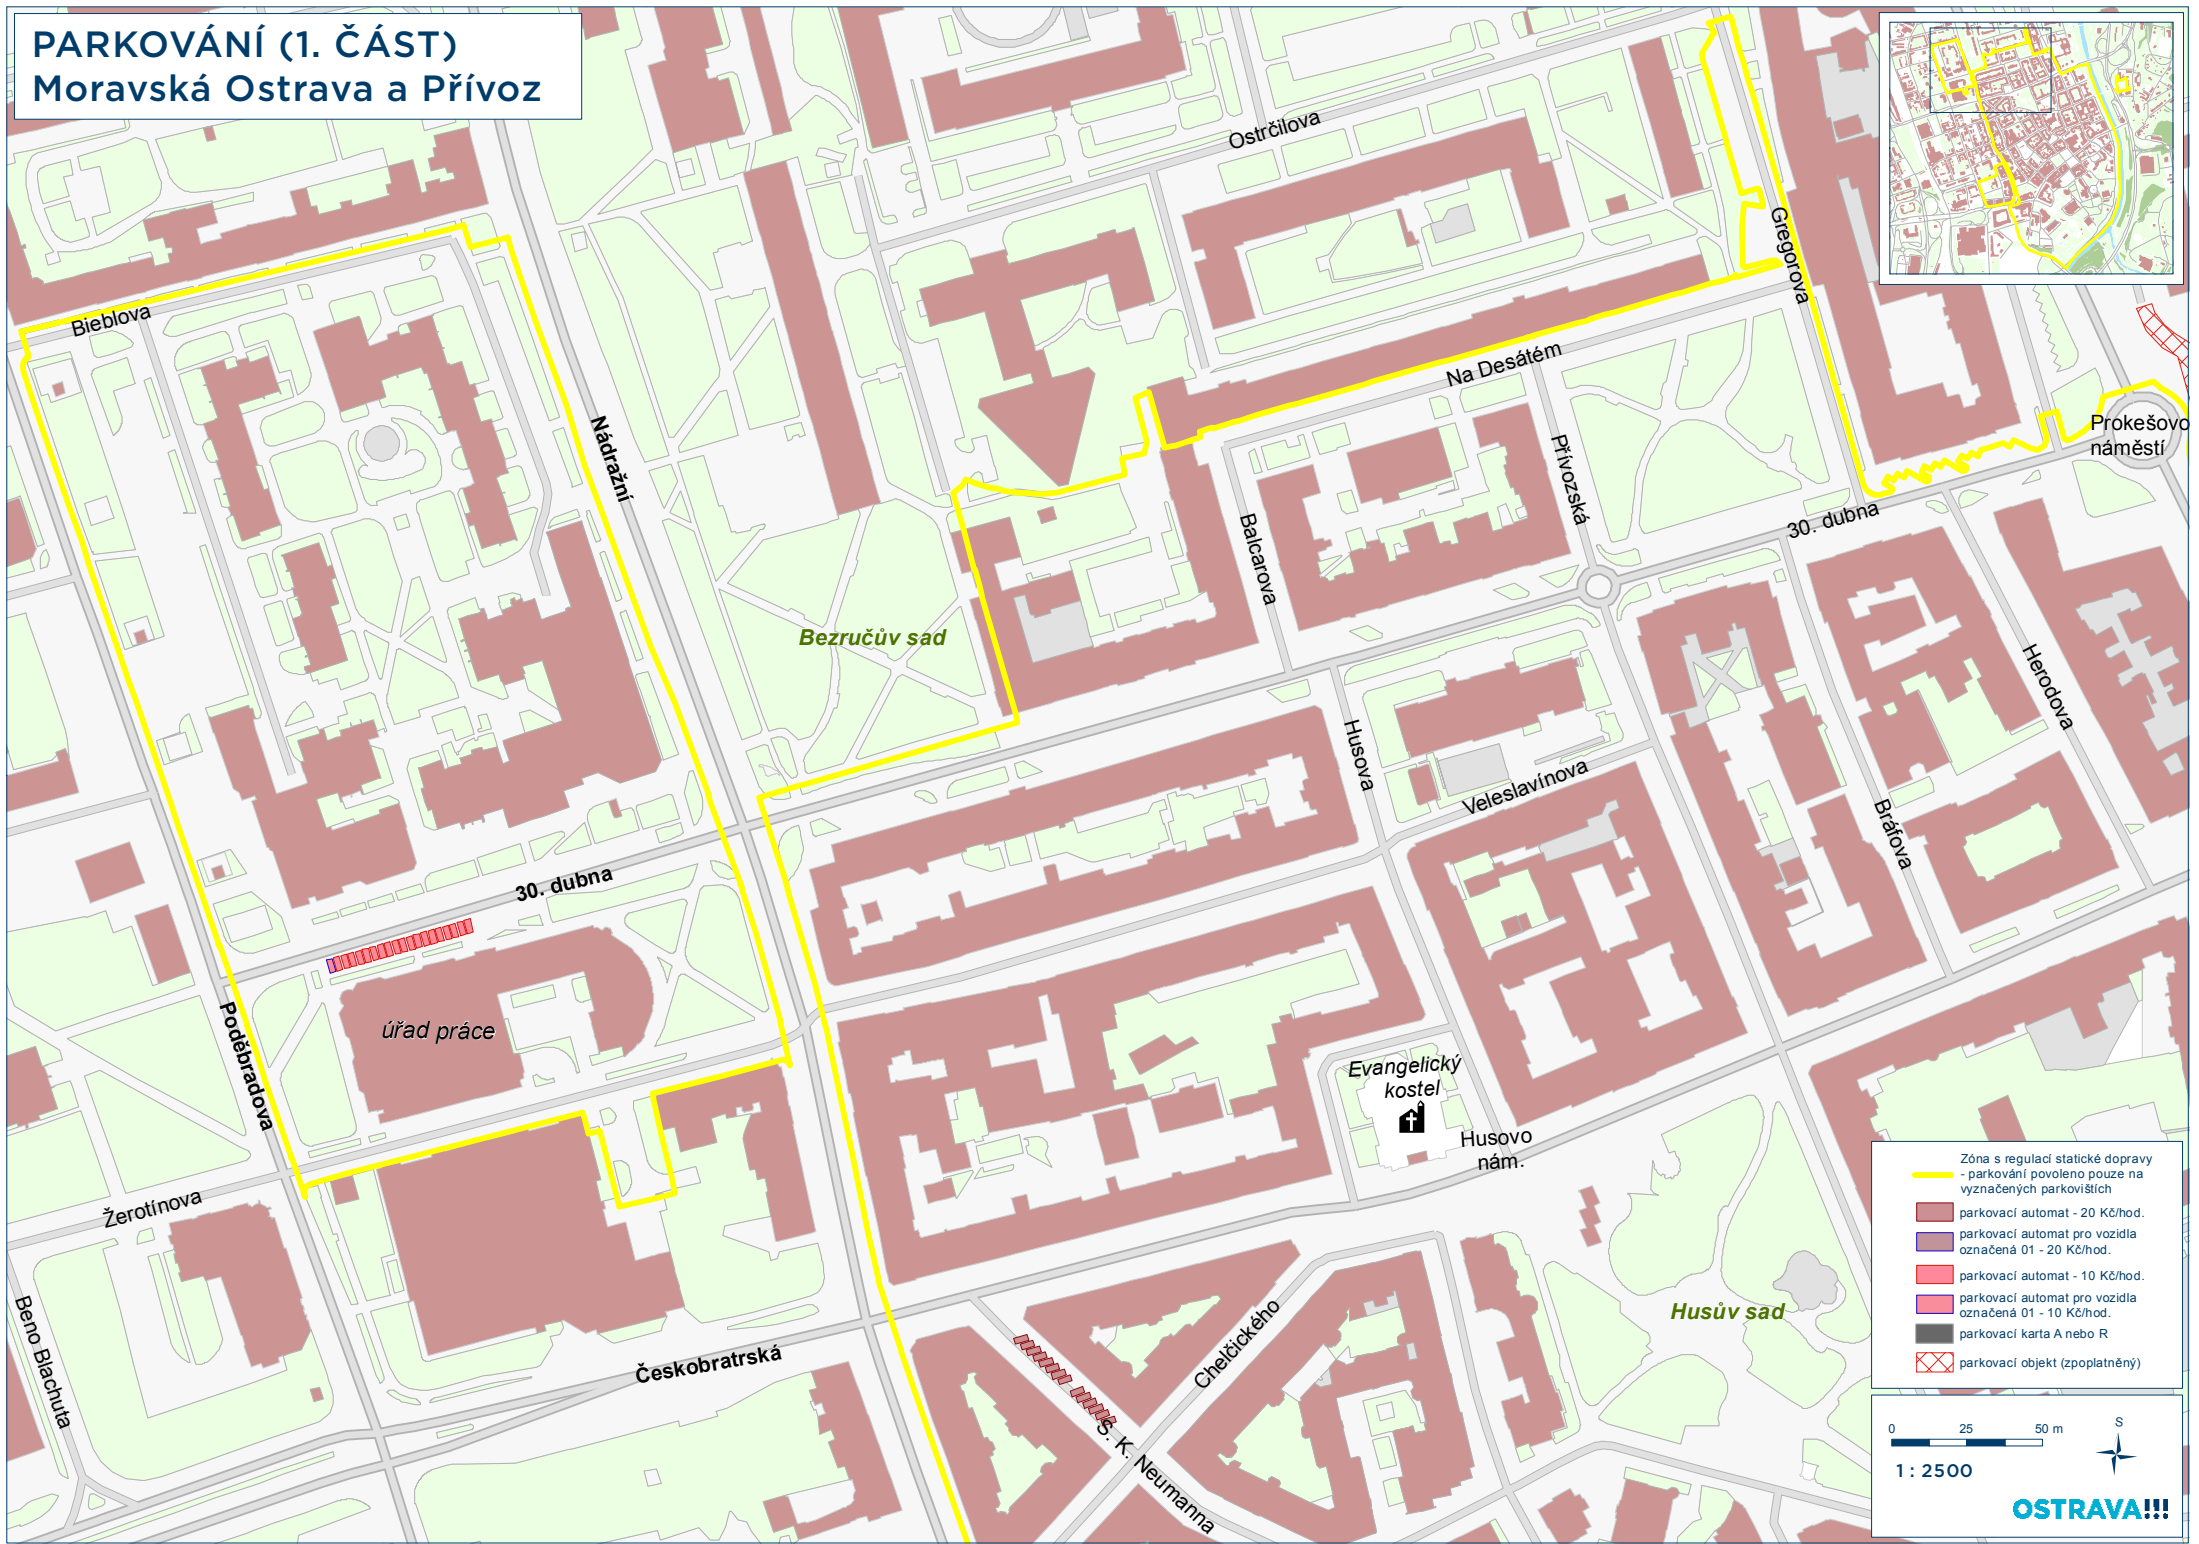 PARKOVÁNÍ (1. ČÁST)
Moravská Ostrava a Přívoz
Ostrčilova
Gregorova
Bieblova
Na Desátém
Nádražní
Prokešovo
náměstí
Přívozská
Balcarova
30. dubna
Bezručův sad
Herodova
Husova
Veleslavínova
Bráfova
30. dubna
úřad práce
Poděbradova
Evangelický
kostel
Husovo
nám.
Žerotínova
Beno Blachuta
Husův sad
Chelčického
Českobratrská
S. K. Neumanna
Zóna s regulací statické dopravy
- parkování povoleno pouze na
vyznačených parkovištích
parkovací automat - 20 Kč/hod.
parkovací automat pro vozidla
označená 01 - 20 Kč/hod.
parkovací automat - 10 Kč/hod.
parkovací automat pro vozidla
označená 01 - 10 Kč/hod.
parkovací karta A nebo R
parkovací objekt (zpoplatněný)
0 25 50 m
S
1 : 2500
OSTRAVA!!!